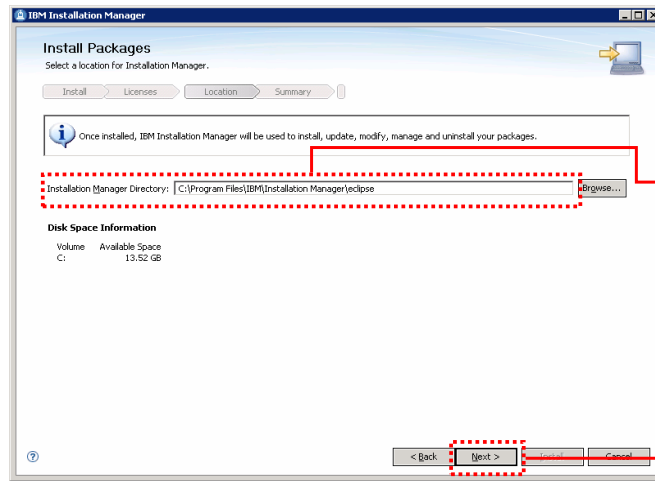 IBM Installation Manager
Install Packages
Select a location for Installation Manager.
Install Licenses Location Summary
Once installed, IBM Installation Manager will be used to install, update, modify, manage and uninstall your packages.
Installation Manager Directory: C:\Program Files\IBM\Installation Manager\eclipse Browse...
Disk Space Information
Volume Available Space
C: 13.52 GB
? < Back Next > Install Cancel